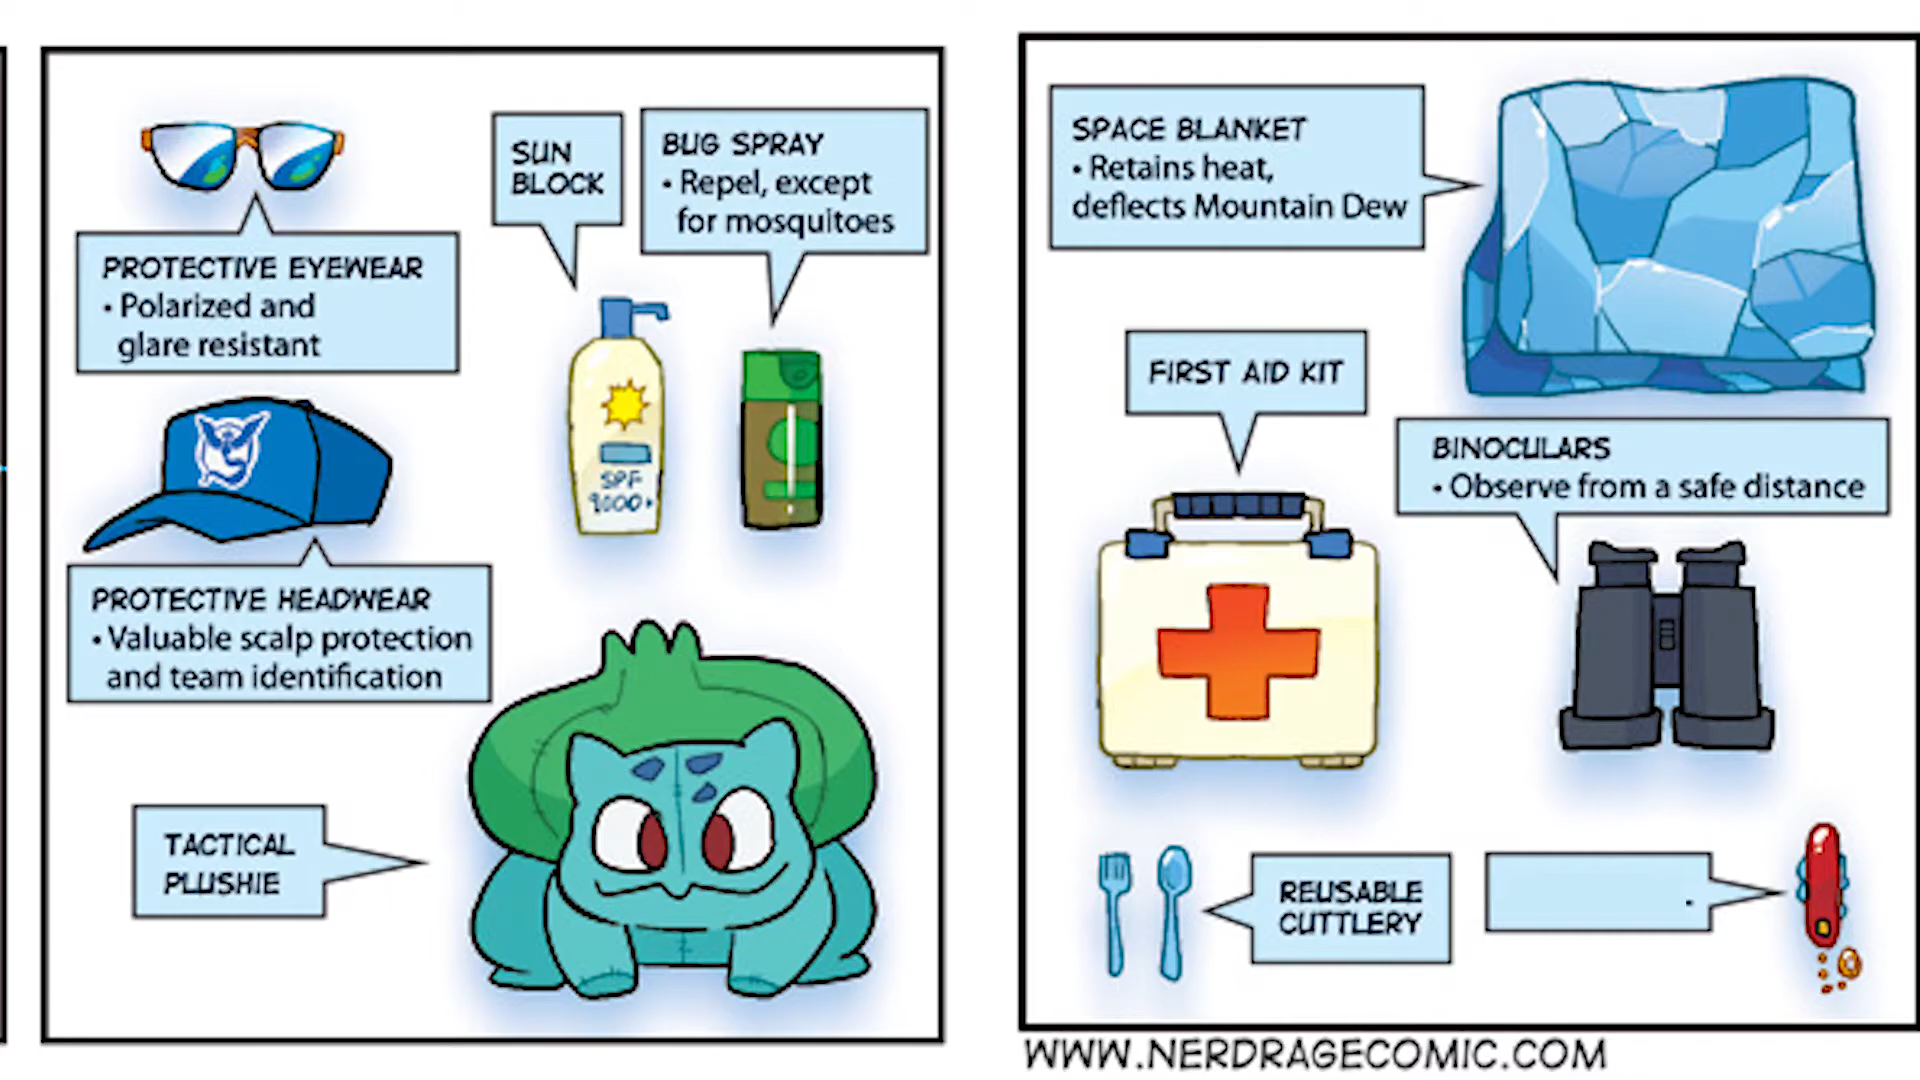 PROTECTIVE EYEWEAR
• Polarized and
glare resistant
SUN
BLOCK
BUG SPRAY
• Repel, except
for mosquitoes
SPF
9000+
PROTECTIVE HEADWEAR
• Valuable scalp protection
and team identification
TACTICAL
PLUSHIE
SPACE BLANKET
• Retains heat,
deflects Mountain Dew
FIRST AID KIT
BINOCULARS
• Observe from a safe distance
REUSABLE
CUTTLERY
.
WWW.NERDRAGECOMIC.COM